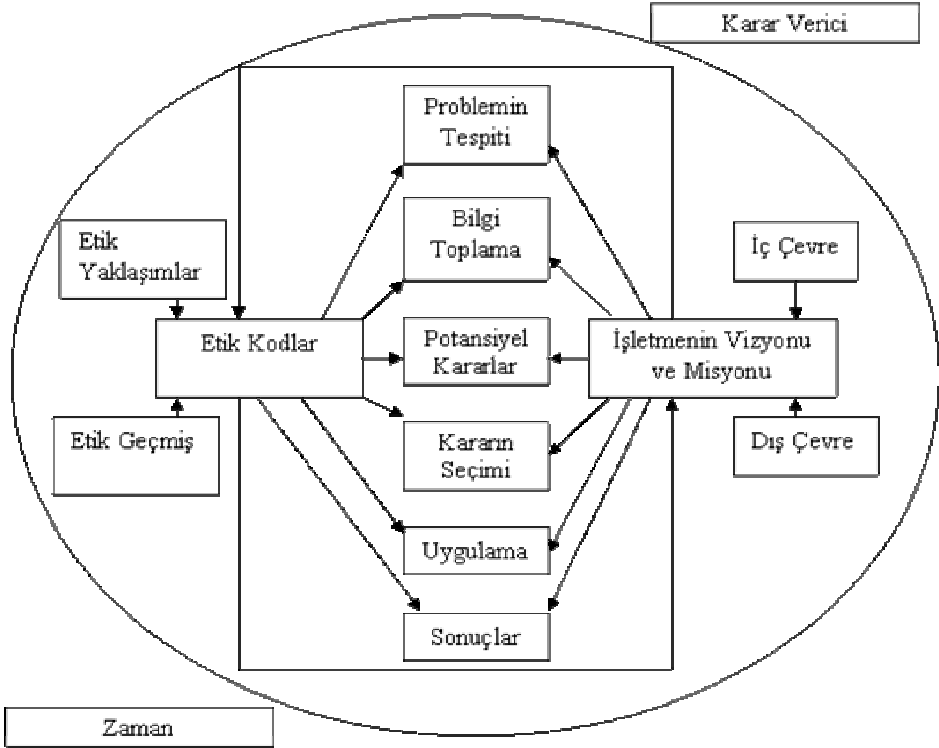 Karar Verici
Problemin
Tespiti
Bilgi
Toplama
Etik
Yaklaşımlar
İç Çevre
Etik Kodlar
Potansiyel
Kararlar
İşletmenin Vizyonu
ve Misyonu
Etik Geçmiş
Kararın
Seçimi
Dış Çevre
Uygulama
Sonuçlar
Zaman